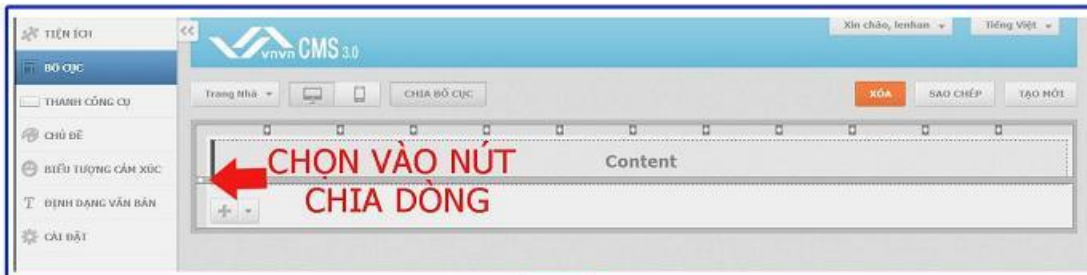 TIỆN ÍCH
BỐ CỤC
THANH CÔNG CỤ
CHỦ ĐỀ
BIỂU TƯỢNG CẢM XÚC
ĐỊNH DẠNG VĂN BẢN
CÀI ĐẶT
vnvn CMS 3.0
Xin chào, lenhan
Tiếng Việt
Trang Nhà
CHIA BỐ CỤC
XÓA
SAO CHÉP
TẠO MỚI
Content
CHỌN VÀO NÚT
CHIA DÒNG